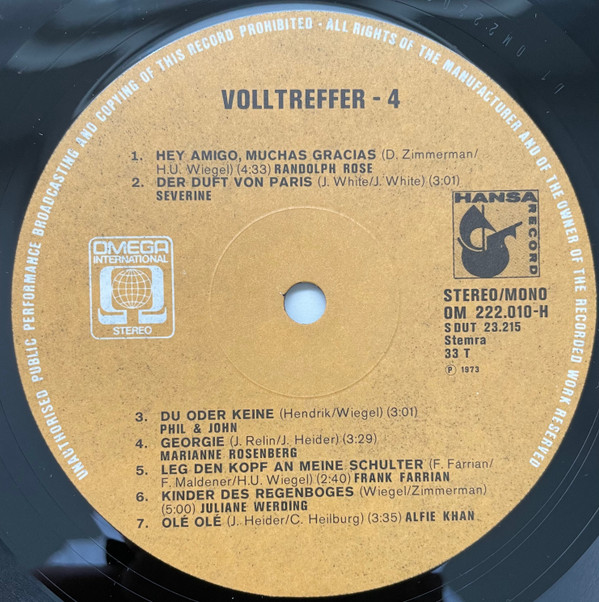 UNAUTHORISED PUBLIC PERFORMANCE BROADCASTING AND COPYING OF THIS RECORD PROHIBITED · ALL RIGHTS OF THE MANUFACTURER AND OF THE OWNER OF THE RECORDED WORK RESERVED
VOLLTREFFER - 4
1. HEY AMIGO, MUCHAS GRACIAS (D. Zimmerman/
H.U. Wiegel) (4:33) RANDOLPH ROSE
2. DER DUFT VON PARIS (J. White/J. White) (3:01)
SEVERINE
OMEGA
INTERNATIONAL
STEREO
HANSA
RECORD
STEREO/MONO
OM 222.010-H
S DUT 23.215
Stemra
33 T
Ⓟ 1973
3. DU ODER KEINE (Hendrik/Wiegel) (3:01)
PHIL & JOHN
4. GEORGIE (J. Relin/J. Heider) (3:29)
MARIANNE ROSENBERG
5. LEG DEN KOPF AN MEINE SCHULTER (F. Farrian/
F. Maldener/H.U. Wiegel) (2:40) FRANK FARRIAN
6. KINDER DES REGENBOGES (Wiegel/Zimmerman)
(5:00) JULIANE WERDING
7. OLÉ OLÉ (J. Heider/C. Heilburg) (3:35) ALFIE KHAN